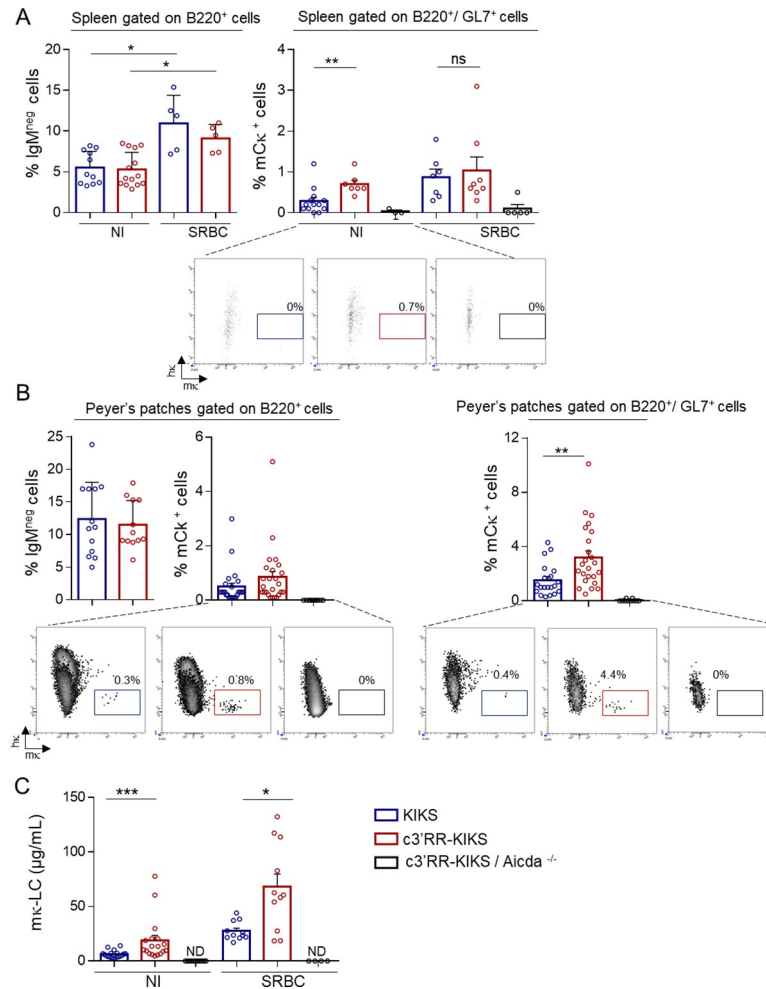 A
Spleen gated on B220⁺ cells
Spleen gated on B220⁺/ GL7⁺ cells
% IgMⁿᵉᵍ cells
20
15
10
5
0
*
*
NI
SRBC
% mCκ ⁺ cells
4
3
2
1
0
**
ns
NI
SRBC
0%
0.7%
0%
hκ
mκ
B
Peyer's patches gated on B220⁺ cells
Peyer's patches gated on B220⁺/ GL7⁺ cells
% IgMⁿᵉᵍ cells
25
20
15
10
5
0
% mCk ⁺ cells
6
4
2
0
% mCκ ⁺ cells
12
8
4
0
**
0.3%
0.8%
0%
0.4%
4.4%
0%
hκ
mκ
C
mκ-LC (µg/mL)
150
100
50
0
***
*
ND
ND
NI
SRBC
KIKS
c3'RR-KIKS
c3'RR-KIKS / Aicda ⁻/⁻